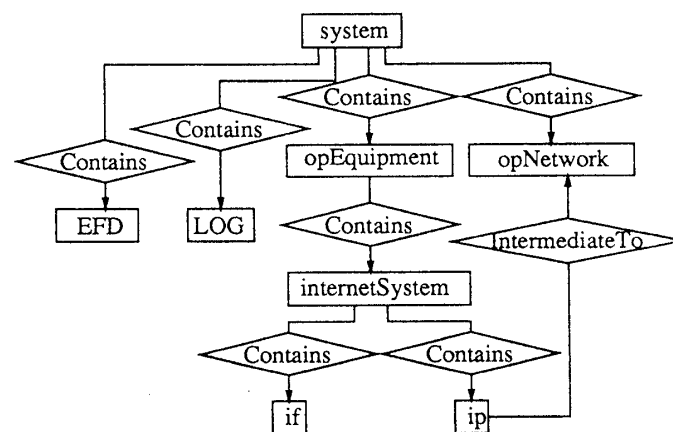 system
Contains
Contains
Contains
Contains
opEquipment
opNetwork
EFD
LOG
Contains
IntermediateTo
internetSystem
Contains
Contains
if
ip